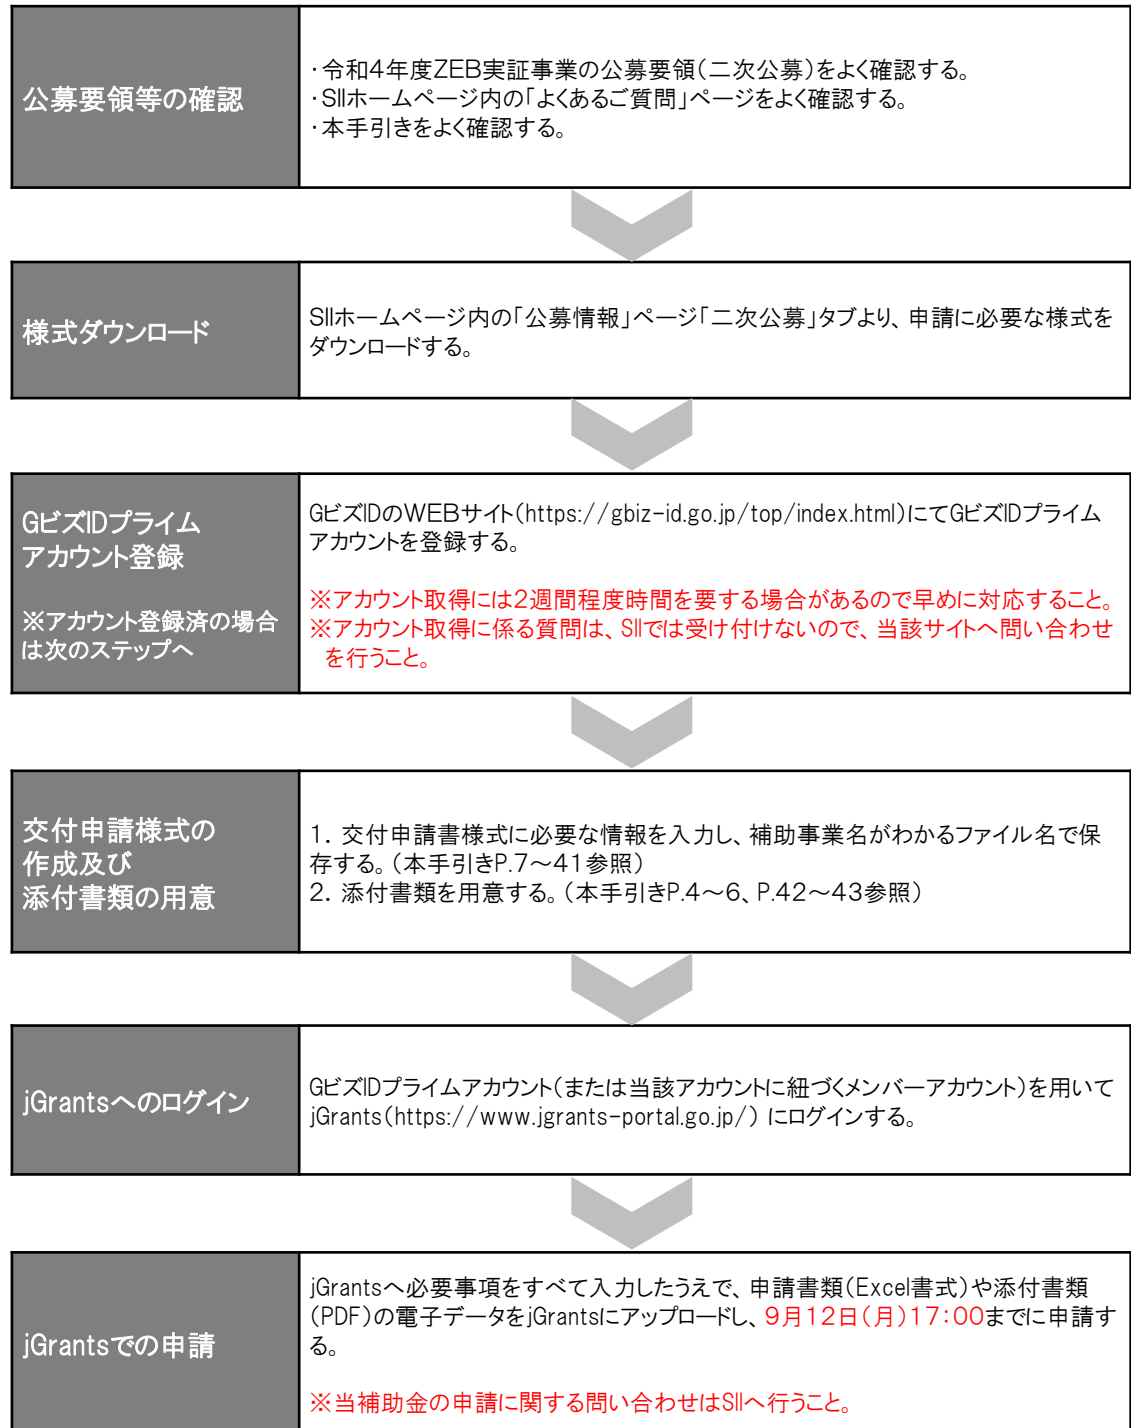 公募要領等の確認
・令和4年度ZEB実証事業の公募要領(二次公募)をよく確認する。
・SIIホームページ内の「よくあるご質問」ページをよく確認する。
・本手引きをよく確認する。
様式ダウンロード
SIIホームページ内の「公募情報」ページ「二次公募」タブより、申請に必要な様式を
ダウンロードする。
GビズIDプライム
アカウント登録
※アカウント登録済の場合
は次のステップへ
GビズIDのWEBサイト(https://gbiz-id.go.jp/top/index.html)にてGビズIDプライム
アカウントを登録する。
※アカウント取得には2週間程度時間を要する場合があるので早めに対応すること。
※アカウント取得に係る質問は、SIIでは受け付けないので、当該サイトへ問い合わせ
を行うこと。
交付申請様式の
作成及び
添付書類の用意
1. 交付申請書様式に必要な情報を入力し、補助事業名がわかるファイル名で保
存する。(本手引きP.7~41参照)
2. 添付書類を用意する。(本手引きP.4~6、P.42~43参照)
jGrantsへのログイン
GビズIDプライムアカウント(または当該アカウントに紐づくメンバーアカウント)を用いて
jGrants(https://www.jgrants-portal.go.jp/) にログインする。
jGrantsでの申請
jGrantsへ必要事項をすべて入力したうえで、申請書類(Excel書式)や添付書類
(PDF)の電子データをjGrantsにアップロードし、9月12日(月)17:00までに申請す
る。
※当補助金の申請に関する問い合わせはSIIへ行うこと。